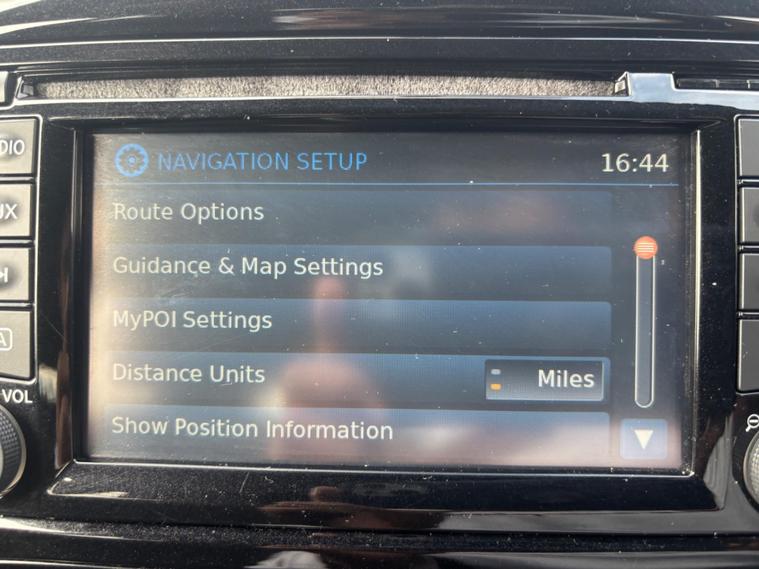 NAVIGATION SETUP 16:44
Route Options
Guidance & Map Settings
MyPOI Settings
Distance Units Miles
Show Position Information
VOL